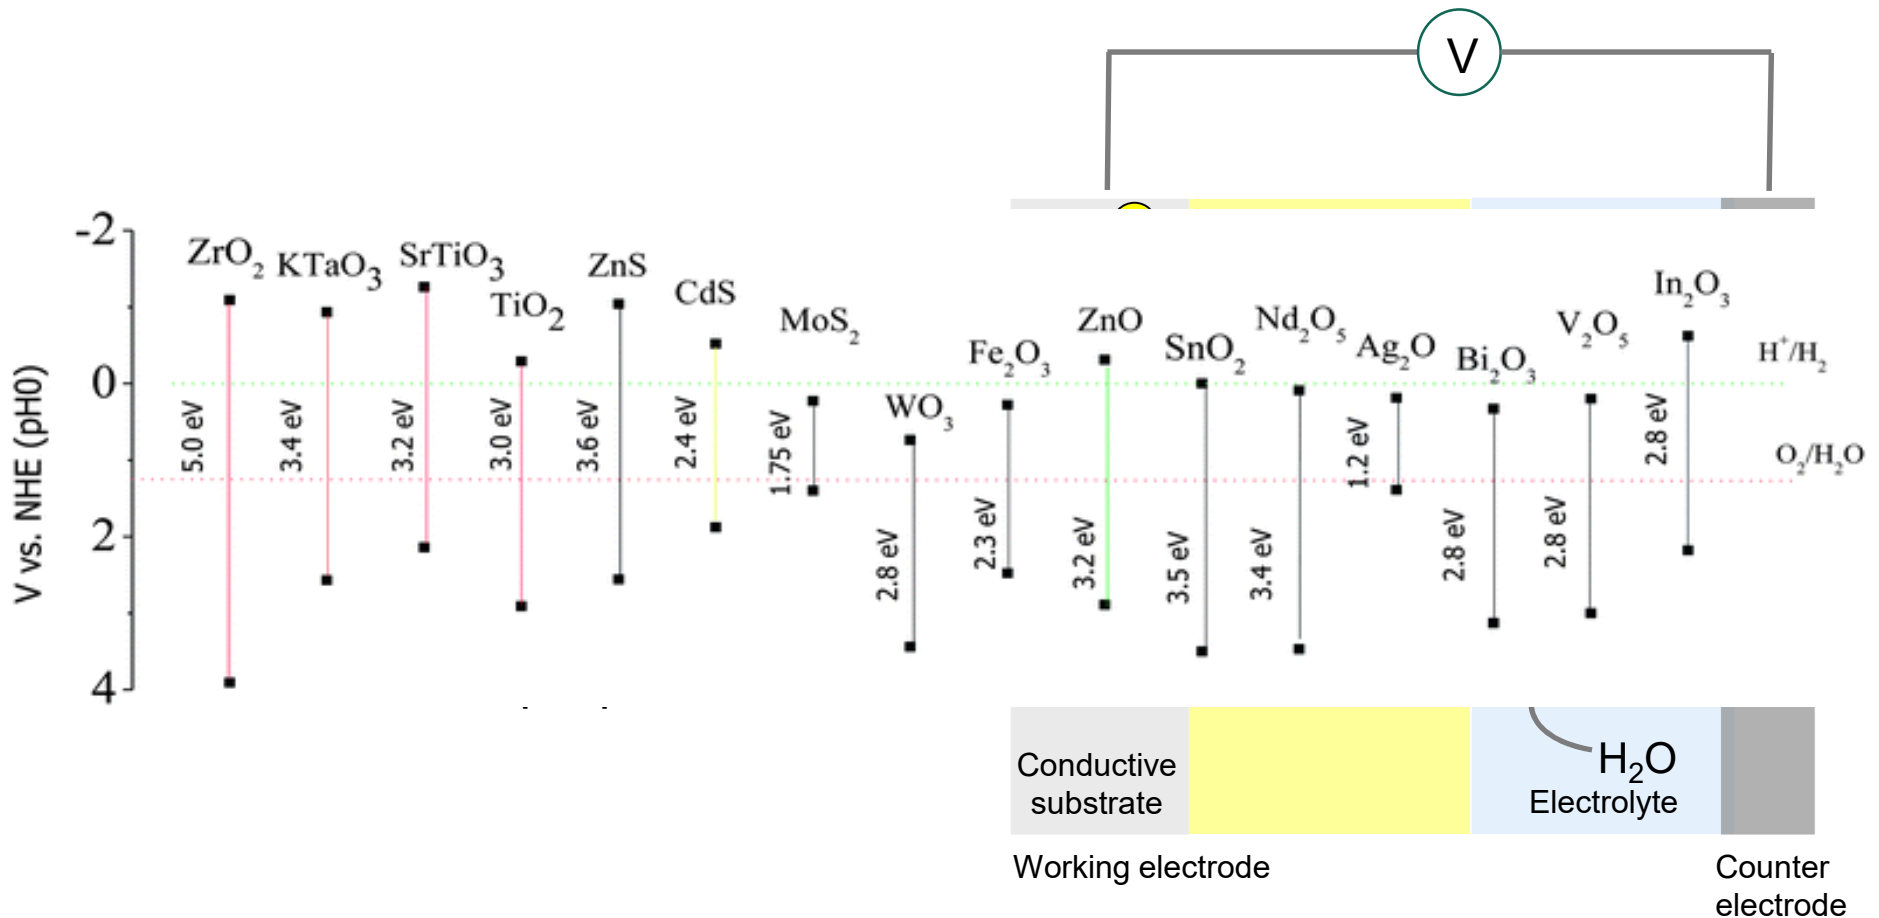 V
-2
0
2
4
V vs. NHE (pH0)
ZrO₂
KTaO₃
SrTiO₃
TiO₂
ZnS
CdS
MoS₂
WO₃
Fe₂O₃
ZnO
SnO₂
Nd₂O₅
Ag₂O
Bi₂O₃
V₂O₅
In₂O₃
H⁺/H₂
O₂/H₂O
5.0 eV
3.4 eV
3.2 eV
3.0 eV
3.6 eV
2.4 eV
1.75 eV
2.8 eV
2.3 eV
3.2 eV
3.5 eV
3.4 eV
1.2 eV
2.8 eV
2.8 eV
2.8 eV
Conductive
substrate
H₂O
Electrolyte
Working electrode
Counter
electrode